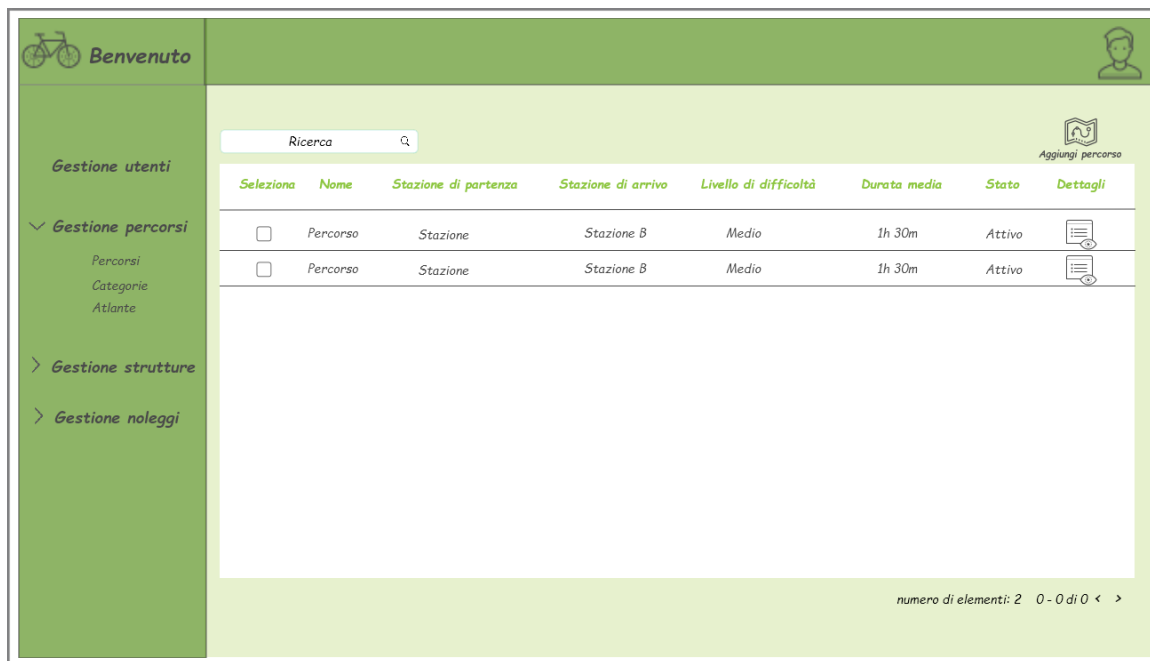 Benvenuto
Gestione utenti
Gestione percorsi
Percorsi
Categorie
Atlante
Gestione strutture
Gestione noleggi
Ricerca
Aggiungi percorso
Seleziona Nome Stazione di partenza Stazione di arrivo Livello di difficoltà Durata media Stato Dettagli
Percorso Stazione Stazione B Medio 1h 30m Attivo
Percorso Stazione Stazione B Medio 1h 30m Attivo
numero di elementi: 2 0 - 0 di 0 < >